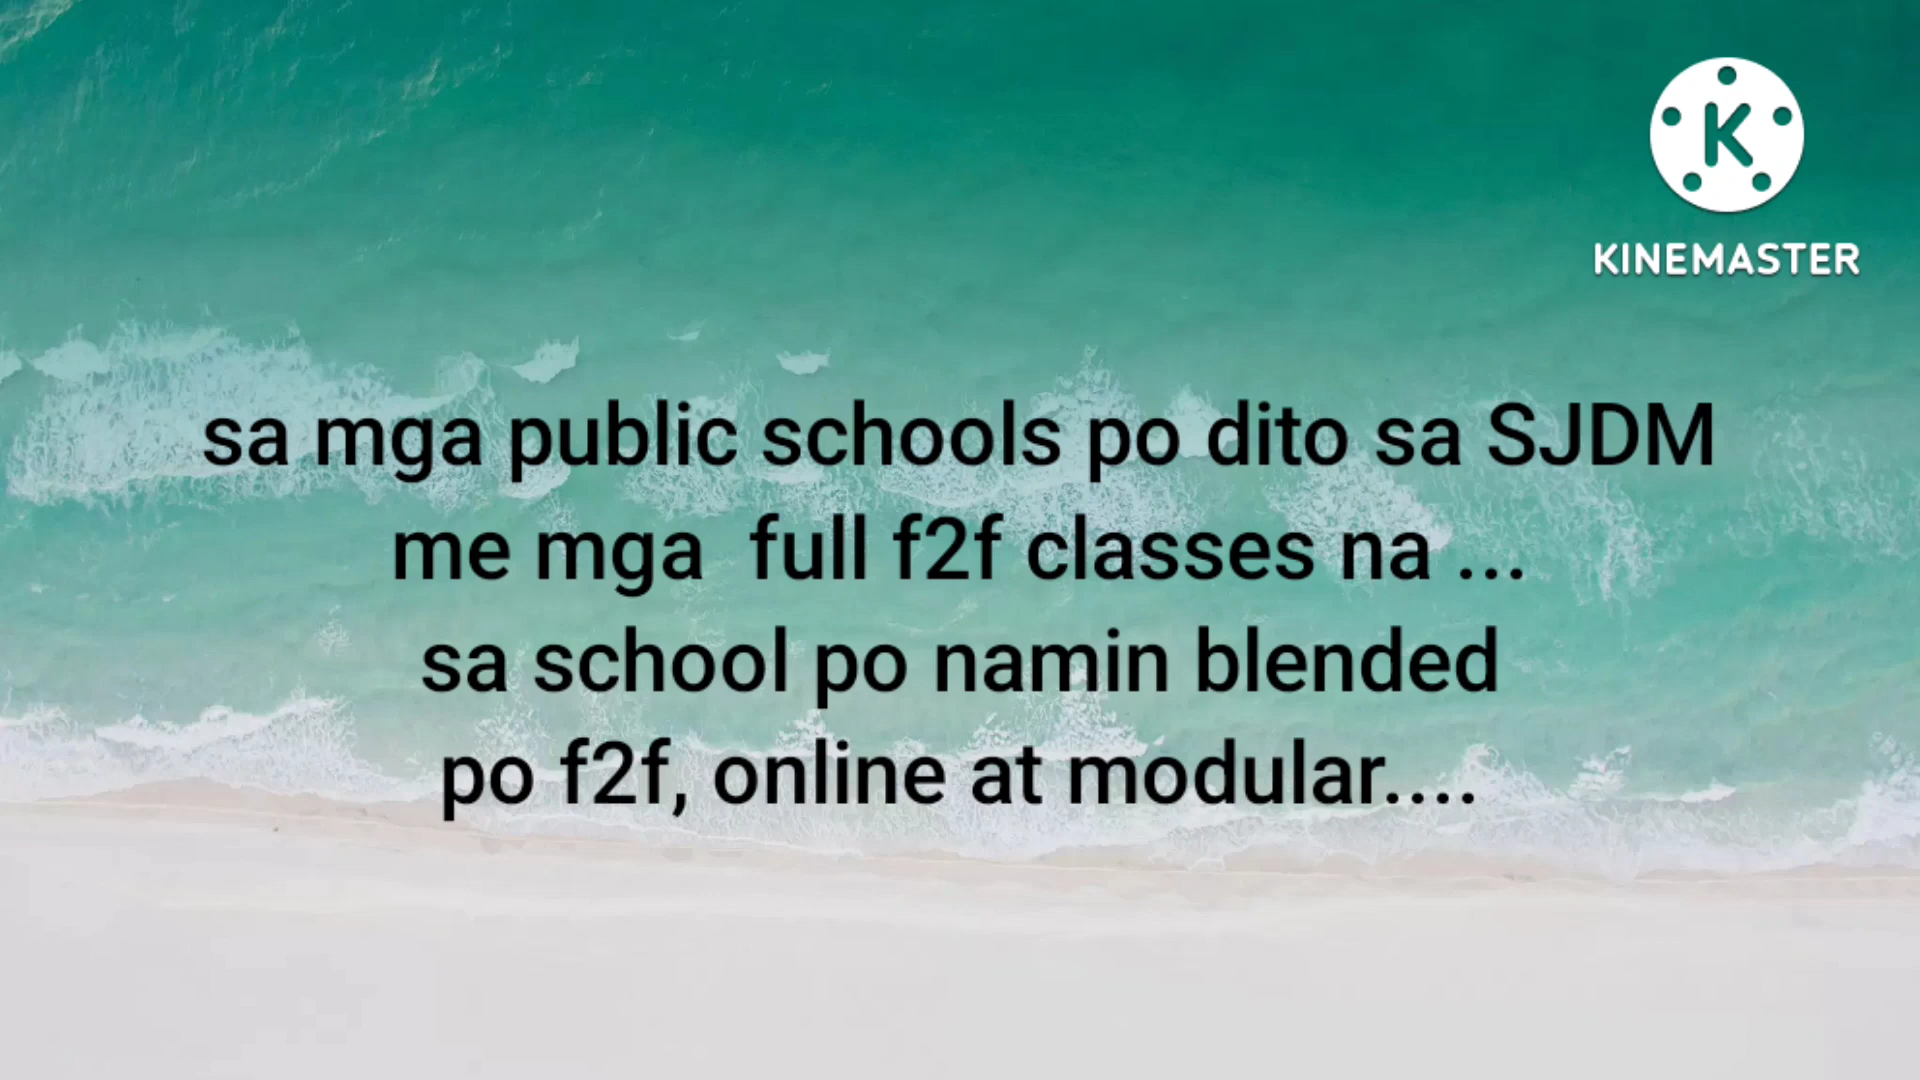 K
KINEMASTER
sa mga public schools po dito sa SJDM
me mga  full f2f classes na ...
sa school po namin blended
po f2f, online at modular....